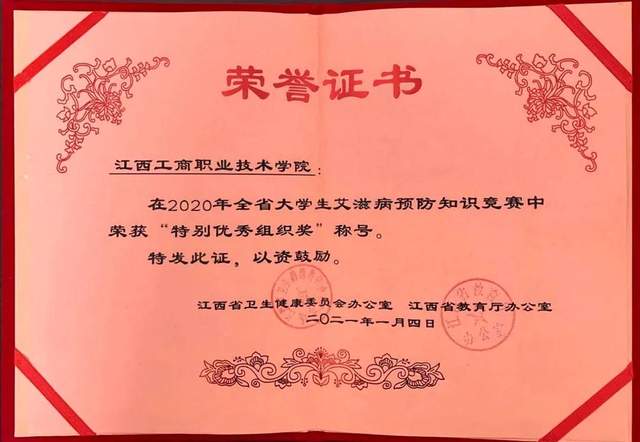 荣誉证书
江西工商职业技术学院：
在2020年全省大学生艾滋病预防知识竞赛中
荣获“特别优秀组织奖”称号。
特发此证，以资鼓励。
江西省卫生健康委员会办公室 江西省教育厅办公室
二〇二一年一月四日